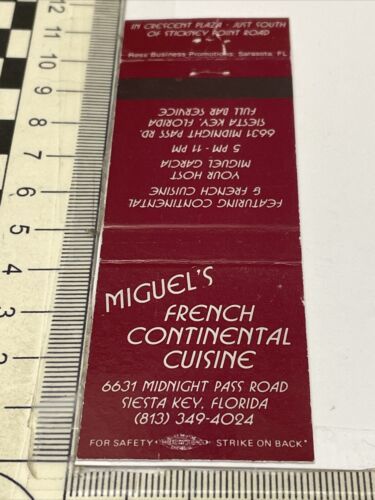 IN CRESCENT PLAZA - JUST SOUTH
OF STICKNEY POINT ROAD
Ross Business Promotions, Sarasota, FL
FEATURING CONTINENTAL
& FRENCH CUISINE
YOUR HOST
MIGUEL GARCIA
5 PM - 11 PM
6631 MIDNIGHT PASS RD.
SIESTA KEY, FLORIDA
FULL BAR SERVICE
MIGUEL'S
FRENCH
CONTINENTAL
CUISINE
6631 MIDNIGHT PASS ROAD
SIESTA KEY, FLORIDA
(813) 349-4024
FOR SAFETY STRIKE ON BACK
12
11
10
9
8
7
6
5
4
3
2